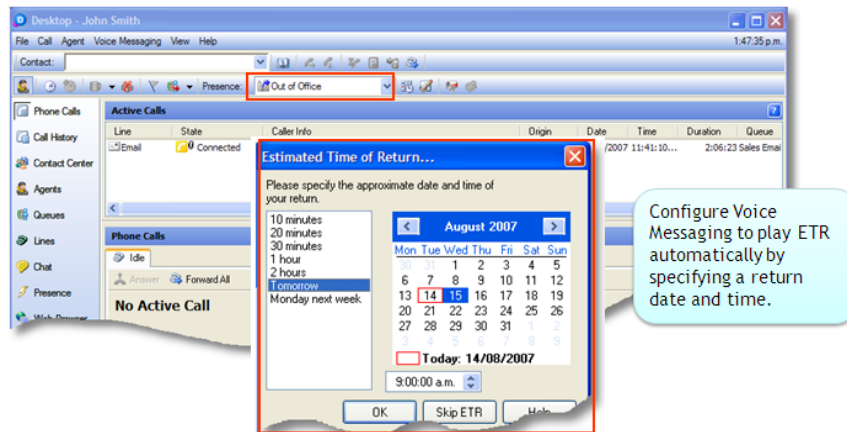 Desktop - John Smith
File Call Agent Voice Messaging View Help 1:47:35 p.m.
Contact:
Presence: Out of Office
Phone Calls
Call History
Contact Center
Agents
Queues
Lines
Chat
Presence
Web Browser
Active Calls
Line State Caller Info Origin Date Time Duration Queue
Email Connected /2007 11:41:10... 2:06:23 Sales Emai
Phone Calls
Idle
Answer Forward All
No Active Call
Estimated Time of Return...
Please specify the approximate date and time of
your return.
10 minutes
20 minutes
30 minutes
1 hour
2 hours
Tomorrow
Monday next week
August 2007
Mon Tue Wed Thu Fri Sat Sun
30 31 1 2 3 4 5
6 7 8 9 10 11 12
13 14 15 16 17 18 19
20 21 22 23 24 25 26
27 28 29 30 31 1 2
3 4 5 6 7 8 9
Today: 14/08/2007
9:00:00 a.m.
OK Skip ETR Help
Configure Voice
Messaging to play ETR
automatically by
specifying a return
date and time.